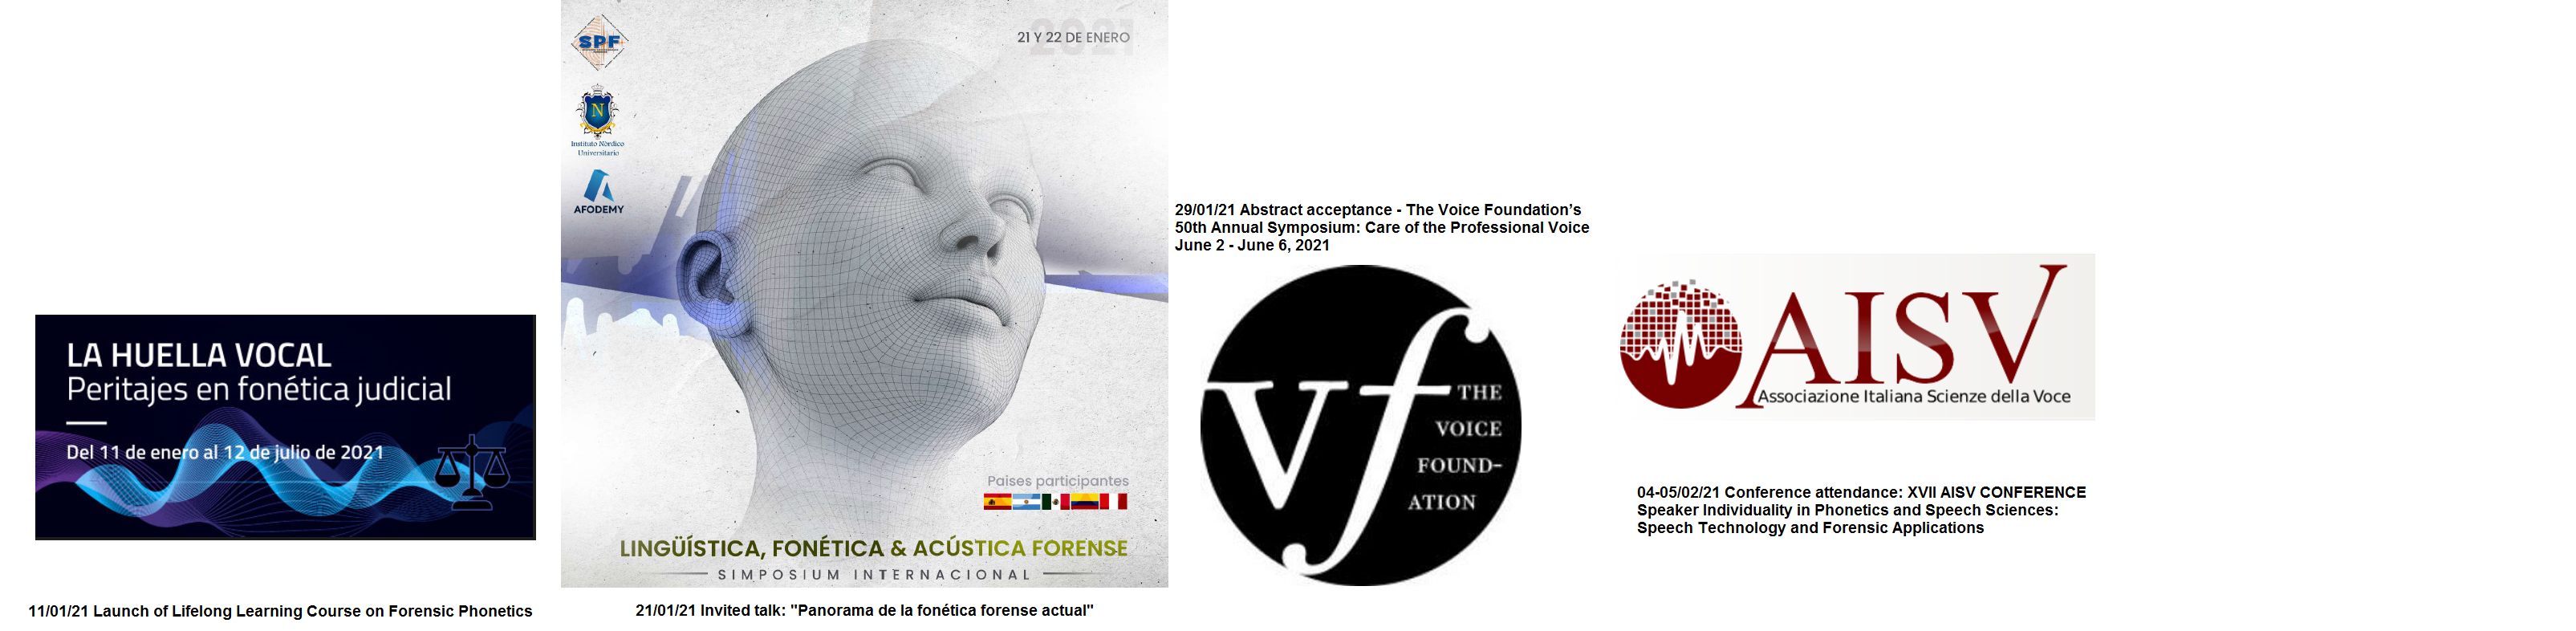 LA HUELLA VOCAL
Peritajes en fonética judicial
Del 11 de enero al 12 de julio de 2021
11/01/21 Launch of Lifelong Learning Course on Forensic Phonetics
SPF
2021
21 Y 22 DE ENERO
N
Instituto Nórdico
Universitario
AFODEMY
Paises participantes
LINGÜÍSTICA, FONÉTICA & ACÚSTICA FORENSE
SIMPOSIUM INTERNACIONAL
21/01/21 Invited talk: "Panorama de la fonética forense actual"
29/01/21 Abstract acceptance - The Voice Foundation’s
50th Annual Symposium: Care of the Professional Voice
June 2 - June 6, 2021
vf
THE
VOICE
FOUND-
ATION
AISV
Associazione Italiana Scienze della Voce
04-05/02/21 Conference attendance: XVII AISV CONFERENCE
Speaker Individuality in Phonetics and Speech Sciences:
Speech Technology and Forensic Applications